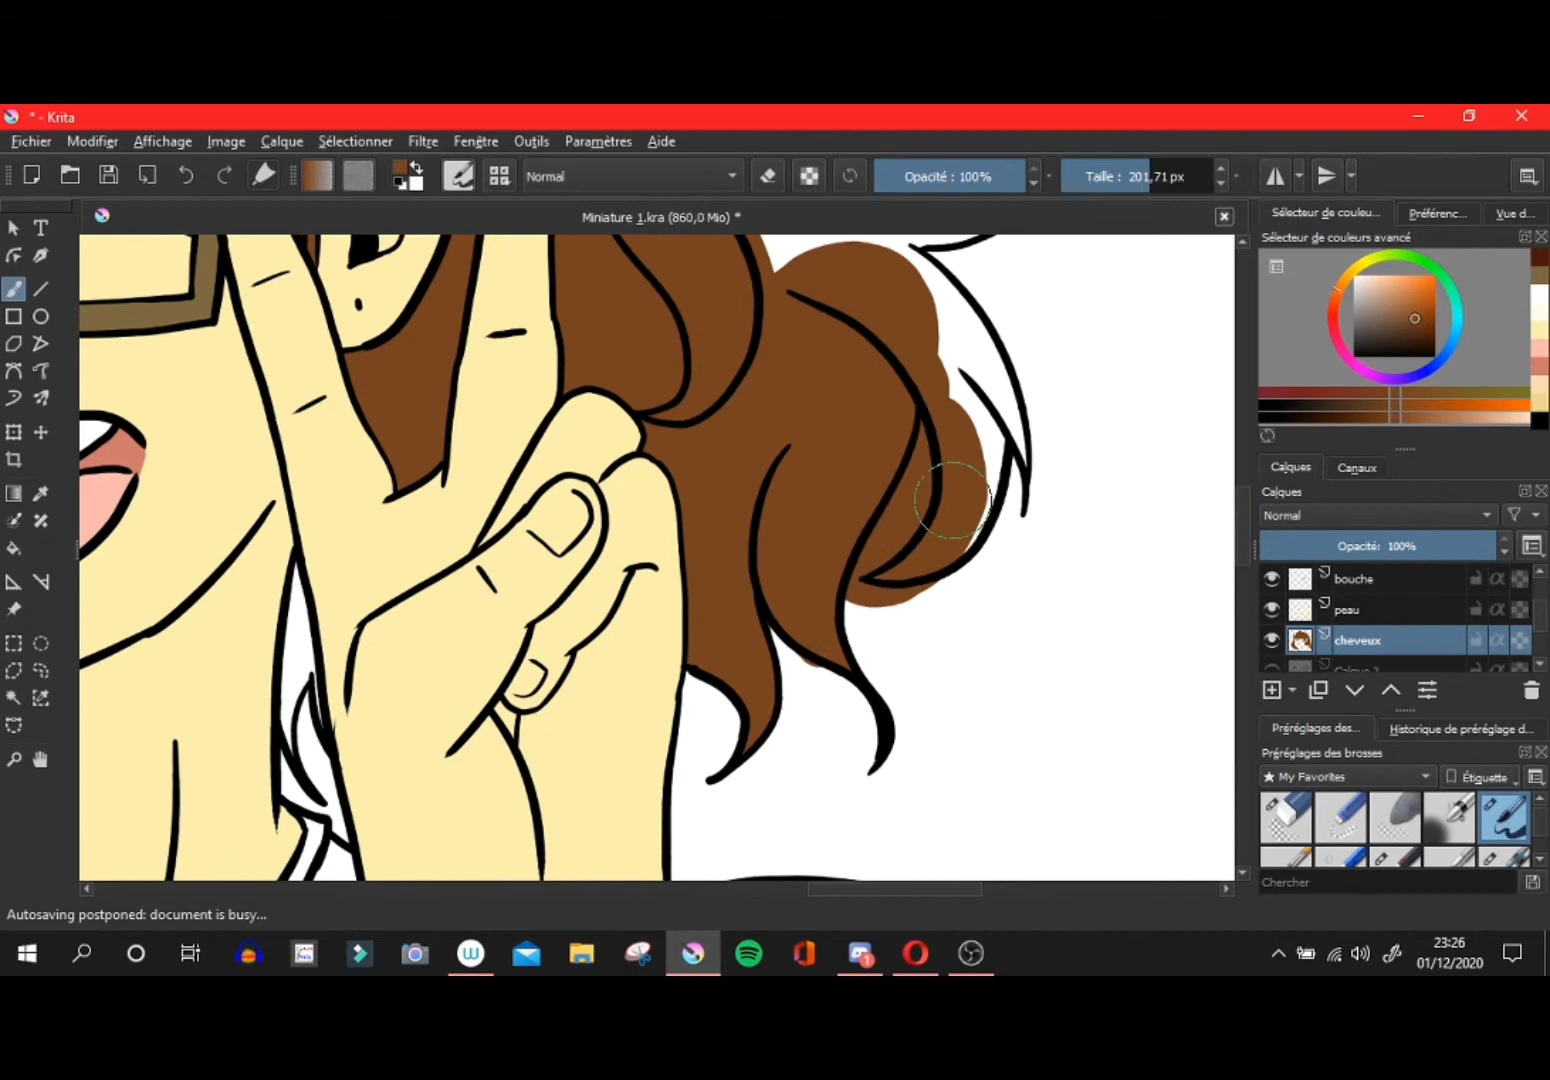 * - Krita
Fichier Modifier Affichage Image Calque Sélectionner Filtre Fenêtre Outils Paramètres Aide
Normal
Opacité : 100%
Taille : 201,71 px
Miniature 1.kra (860,0 Mio) *
Sélecteur de couleu... Préférenc... Vue d...
Sélecteur de couleurs avancé
Calques Canaux
Calques
Normal
Opacité: 100%
bouche
peau
cheveux
Calque 2
Préréglages des... Historique de préréglage d...
Préréglages des brosses
★ My Favorites Étiquette
Chercher
Autosaving postponed: document is busy...
23:26
01/12/2020